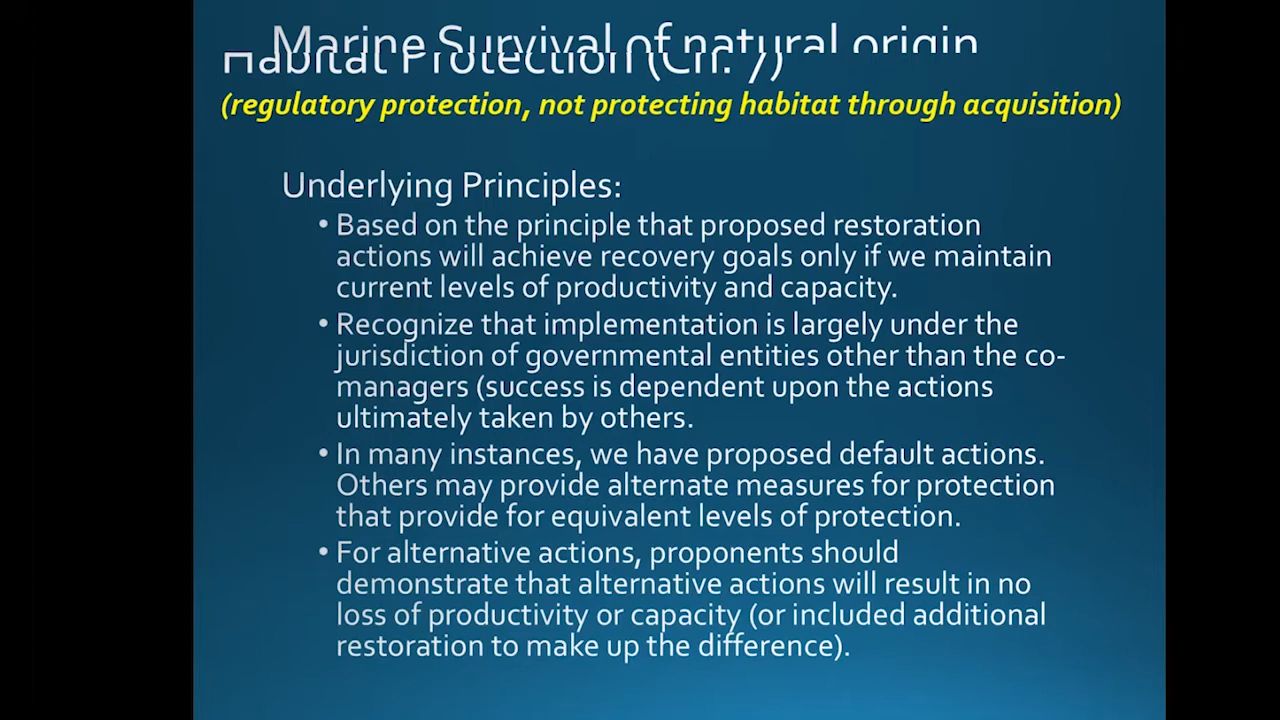 Marine Survival of natural origin
Habitat Protection (Ch. 7)
(regulatory protection, not protecting habitat through acquisition)
Underlying Principles:
• Based on the principle that proposed restoration
actions will achieve recovery goals only if we maintain
current levels of productivity and capacity.
• Recognize that implementation is largely under the
jurisdiction of governmental entities other than the co-
managers (success is dependent upon the actions
ultimately taken by others.
• In many instances, we have proposed default actions.
Others may provide alternate measures for protection
that provide for equivalent levels of protection.
• For alternative actions, proponents should
demonstrate that alternative actions will result in no
loss of productivity or capacity (or included additional
restoration to make up the difference).